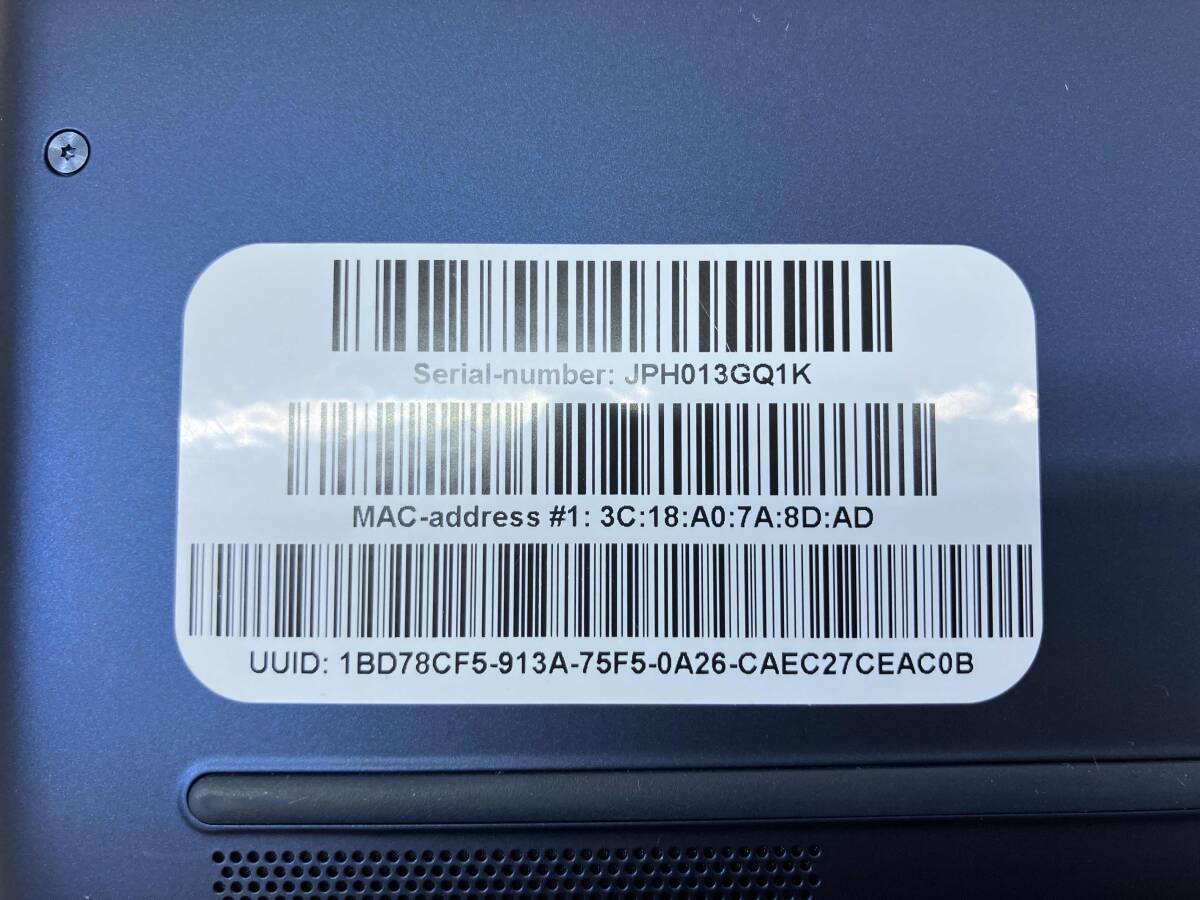 Serial-number: JPH013GQ1K
MAC-address #1: 3C:18:A0:7A:8D:AD
UUID: 1BD78CF5-913A-75F5-0A26-CAEC27CEAC0B